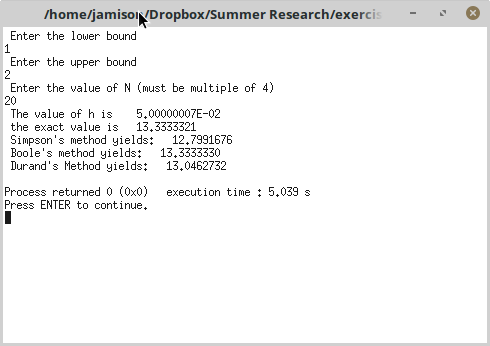 /home/jamison/Dropbox/Summer Research/exercis
Enter the lower bound
1
Enter the upper bound
2
Enter the value of N (must be multiple of 4)
20
The value of h is    5.00000007E-02
the exact value is   13.3333321
Simpson's method yields:   12.7991676
Boole's method yields:   13.3333330
Durand's Method yields:   13.0462732
Process returned 0 (0x0)   execution time : 5.039 s
Press ENTER to continue.